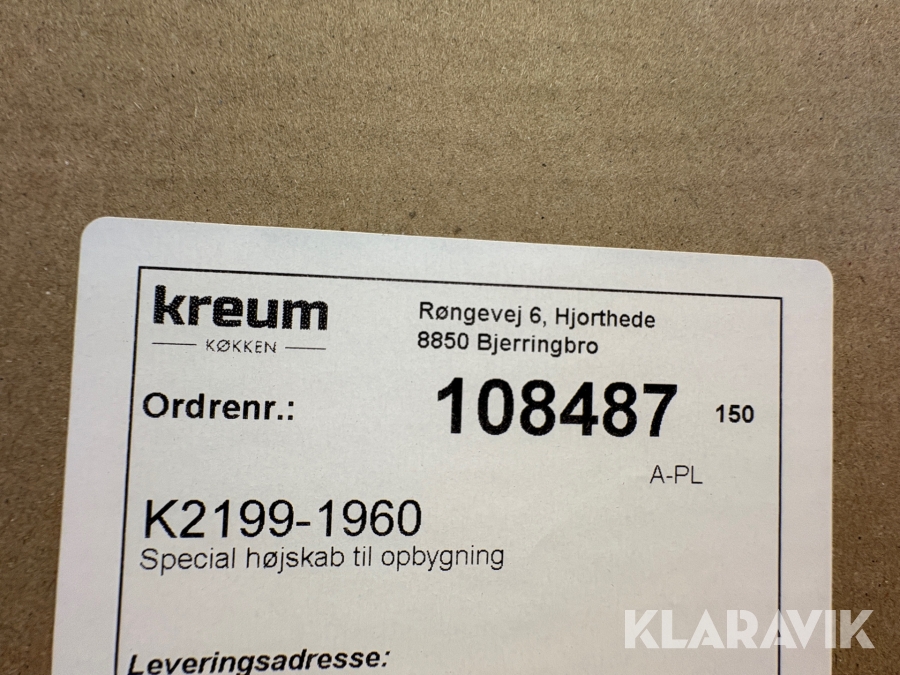 kreum
KØKKEN
Røngevej 6, Hjorthede
8850 Bjerringbro
Ordrenr.:
108487
150
A-PL
K2199-1960
Special højskab til opbygning
Leveringsadresse:
KLARAVIK